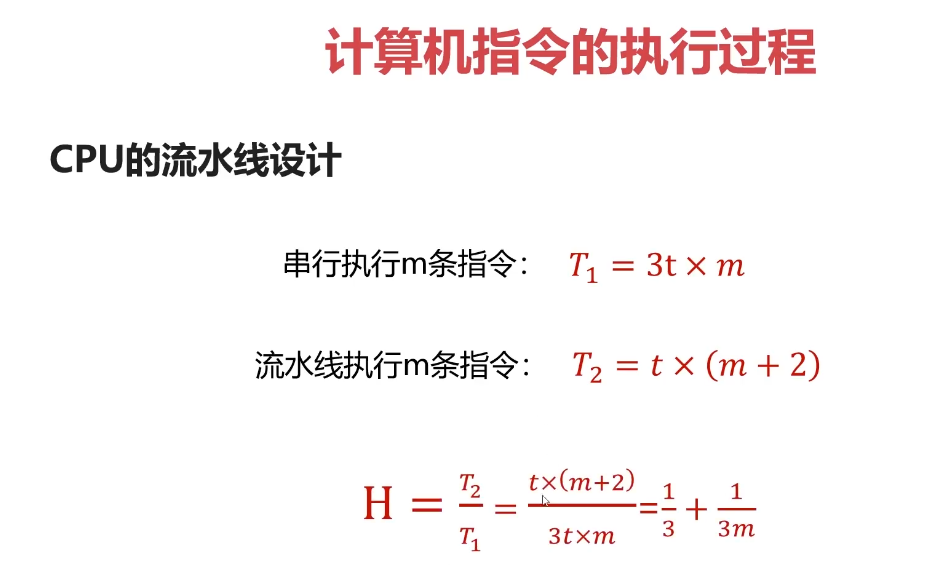 计算机指令的执行过程
CPU的流水线设计
串行执行m条指令： T₁ = 3t × m
流水线执行m条指令： T₂ = t × (m + 2)
H = T₂/T₁ = t×(m+2)/3t×m = 1/3 + 1/3m